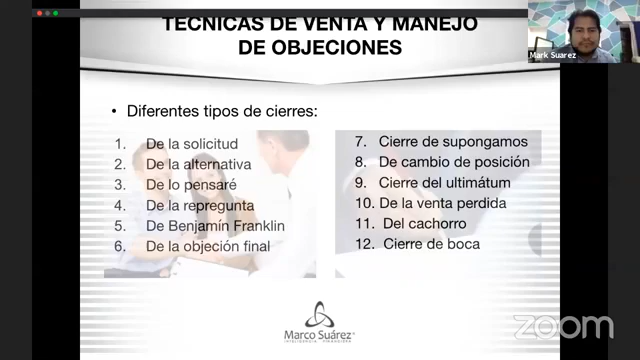 TÉCNICAS DE VENTA Y MANEJO
DE OBJECIONES
Mark Suarez
• Diferentes tipos de cierres:
1. De la solicitud
2. De la alternativa
3. De lo pensaré
4. De la repregunta
5. De Benjamín Franklin
6. De la objeción final
7. Cierre de supongamos
8. De cambio de posición
9. Cierre del ultimátum
10. De la venta perdida
11. Del cachorro
12. Cierre de boca
Marco Suárez
INTELIGENCIA FINANCIERA
zoom